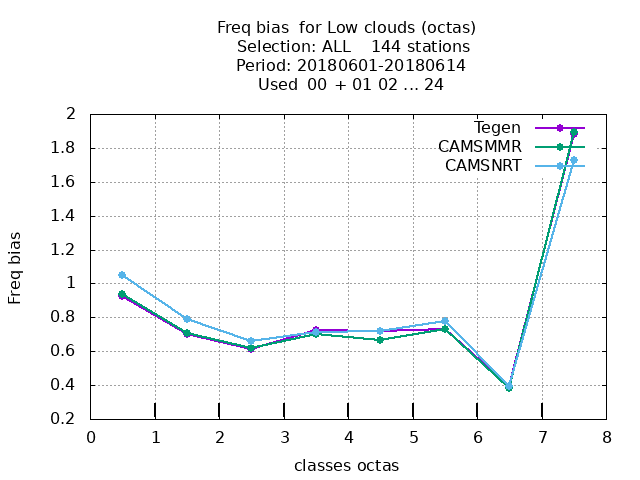 Freq bias  for Low clouds (octas)
Selection: ALL    144 stations
Period: 20180601-20180614
Used  00  + 01 02 ... 24
Tegen
CAMSMMR
CAMSNRT
2
1.8
1.6
1.4
1.2
1
0.8
0.6
0.4
0.2
Freq bias
0 1 2 3 4 5 6 7 8
classes octas